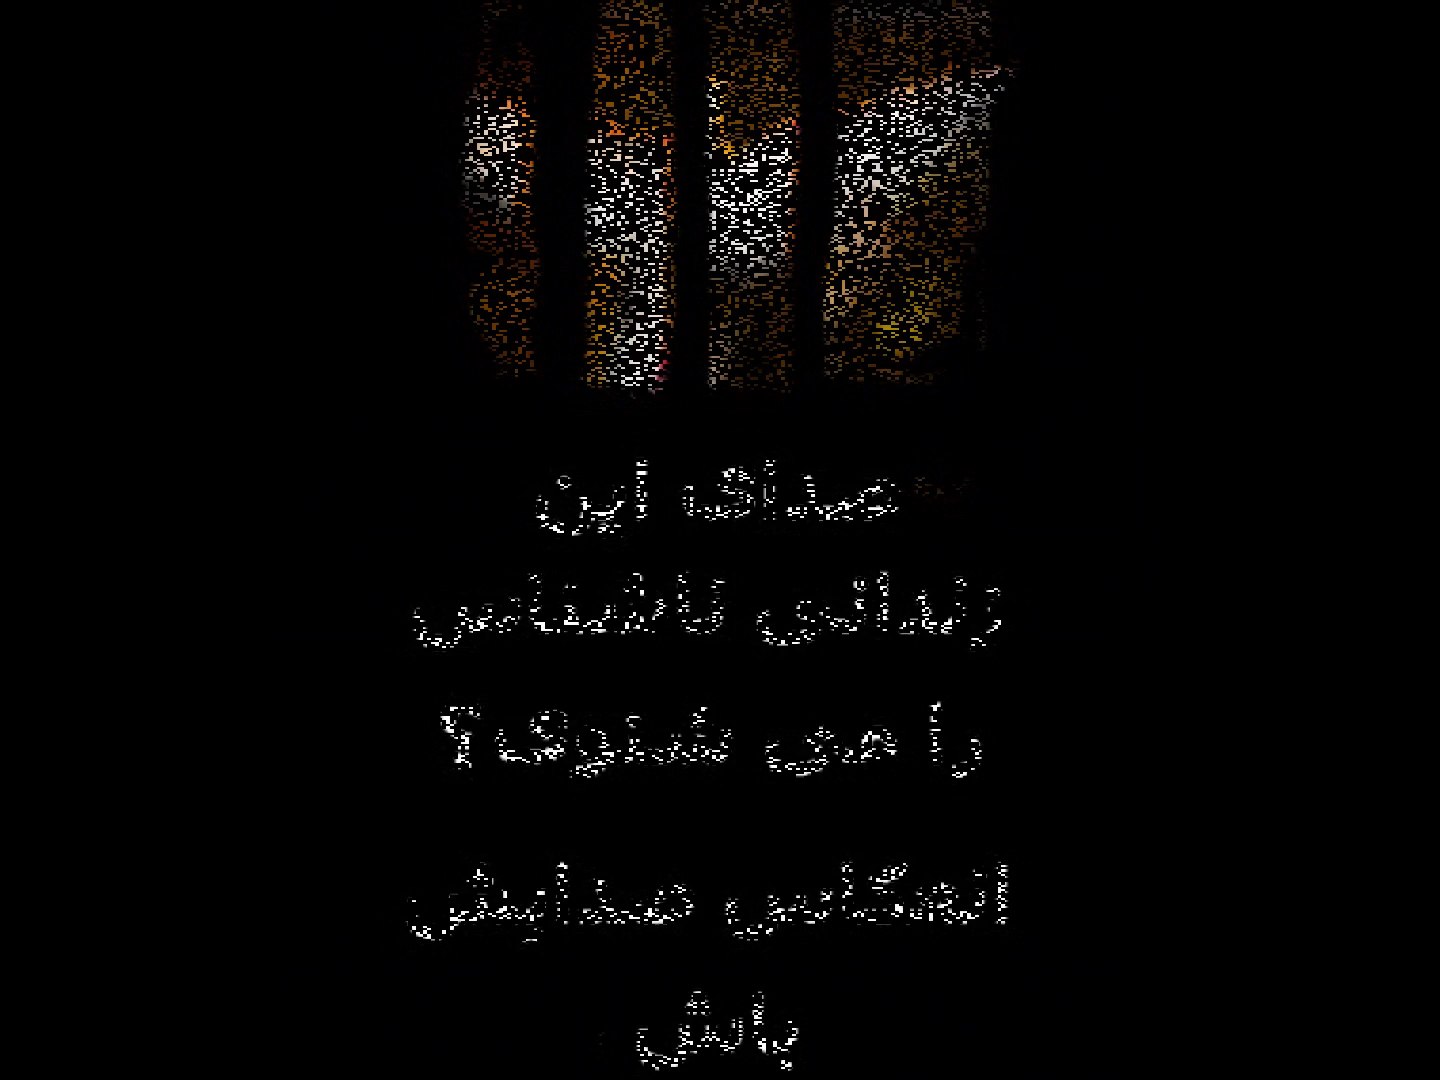 صدای این
زندانی ناشناس
را می شنوی؟
انعکاس صدایش
باش